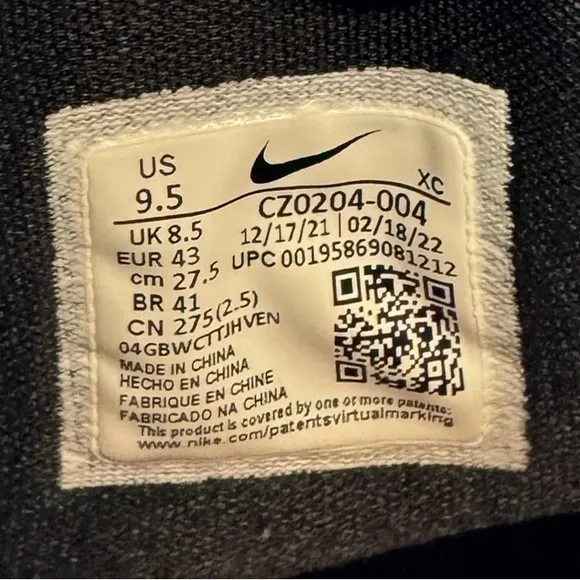 US
9.5
XC
CZ0204-004
UK 8.5
12/17/21 | 02/18/22
EUR 43
UPC 00195869081212
cm 27.5
BR 41
CN 275(2.5)
04GBWCTTJHVEN
MADE IN CHINA
HECHO EN CHINA
FABRIQUE EN CHINE
FABRICADO NA CHINA
This product is covered by one or more patents:
www.nike.com/patentsvirtualmarking